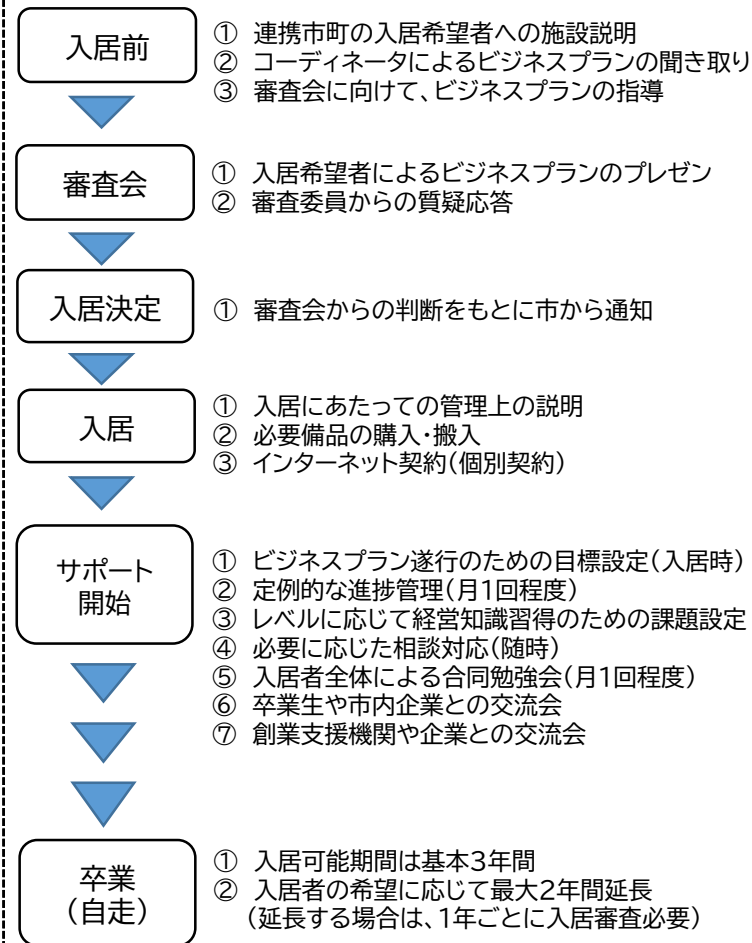 入居前
① 連携市町の入居希望者への施設説明
② コーディネータによるビジネスプランの聞き取り
③ 審査会に向けて、ビジネスプランの指導
審査会
① 入居希望者によるビジネスプランのプレゼン
② 審査委員からの質疑応答
入居決定
① 審査会からの判断をもとに市から通知
入居
① 入居にあたっての管理上の説明
② 必要備品の購入・搬入
③ インターネット契約(個別契約)
サポート
開始
① ビジネスプラン遂行のための目標設定(入居時)
② 定例的な進捗管理(月1回程度)
③ レベルに応じて経営知識習得のための課題設定
④ 必要に応じた相談対応(随時)
⑤ 入居者全体による合同勉強会(月1回程度)
⑥ 卒業生や市内企業との交流会
⑦ 創業支援機関や企業との交流会
卒業
(自走)
① 入居可能期間は基本3年間
② 入居者の希望に応じて最大2年間延長
(延長する場合は、1年ごとに入居審査必要)